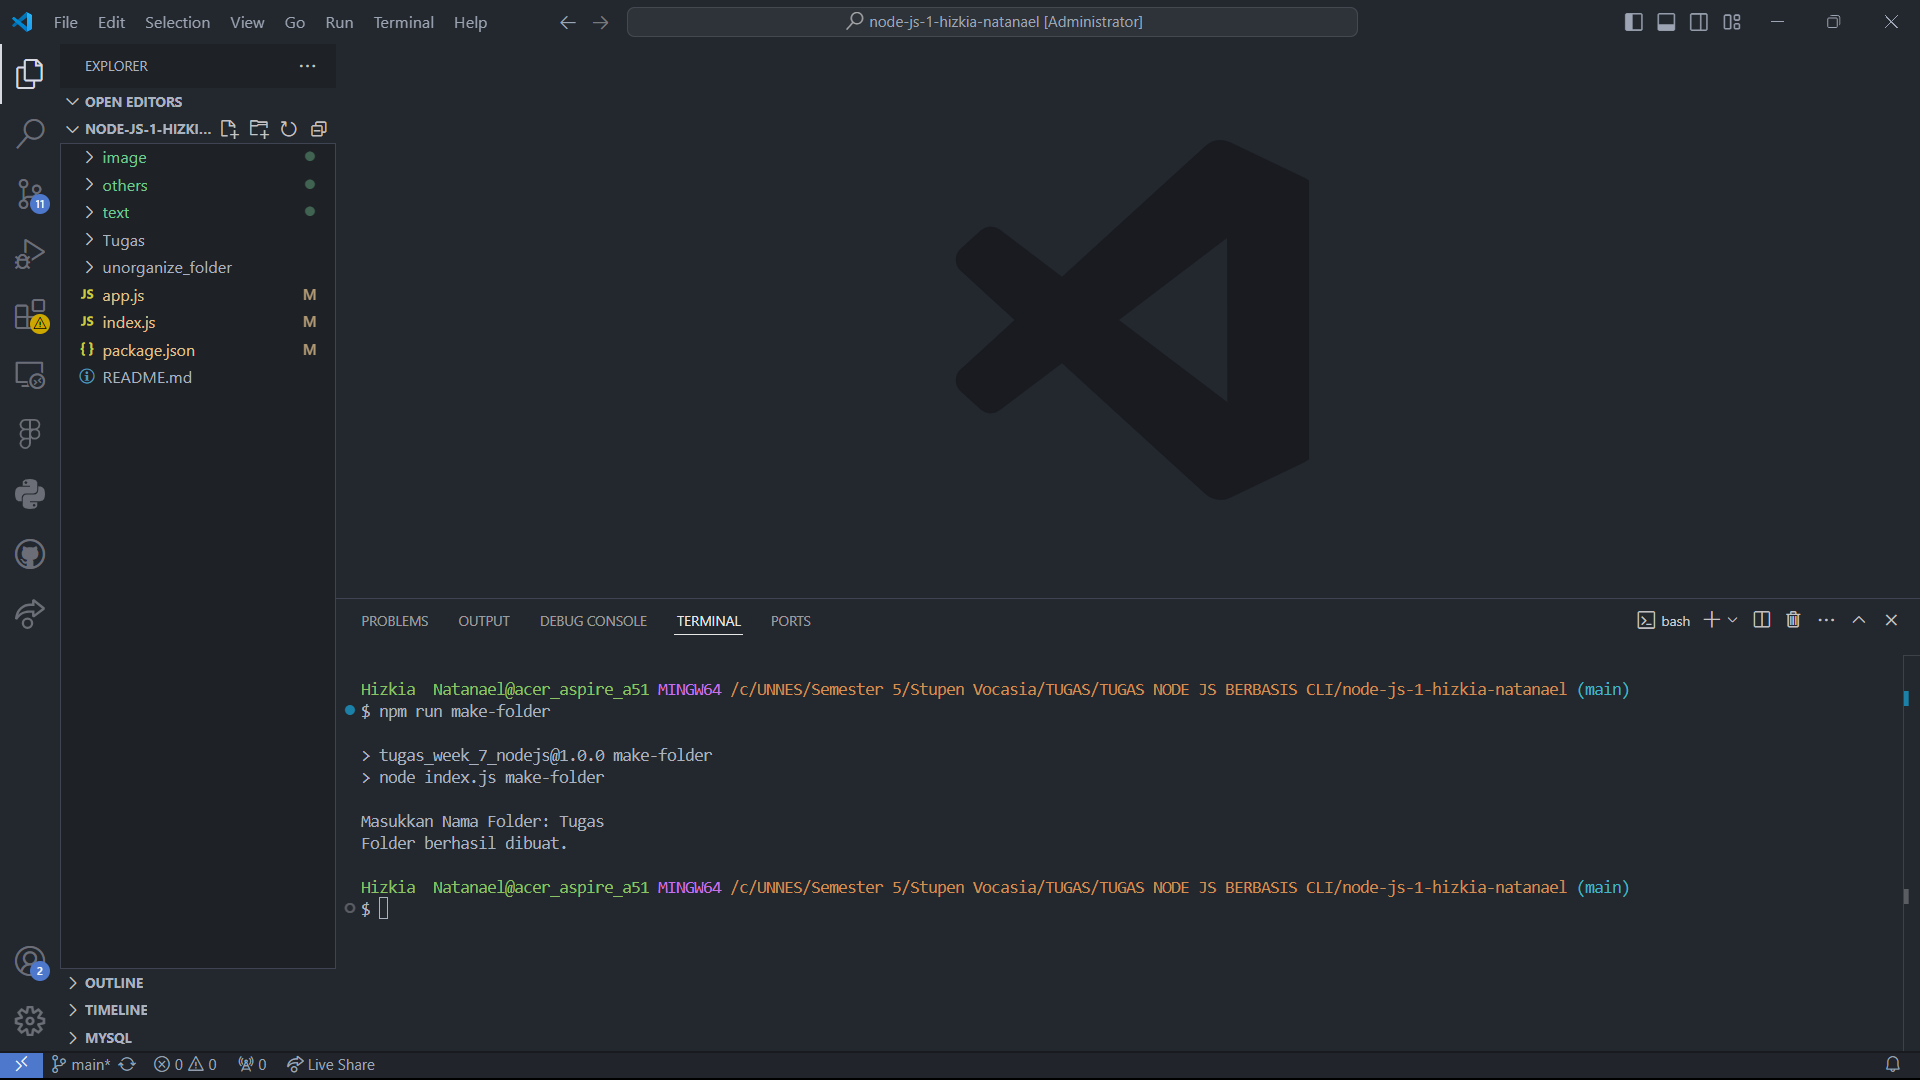 File Edit Selection View Go Run Terminal Help
node-js-1-hizkia-natanael [Administrator]
EXPLORER
OPEN EDITORS
NODE-JS-1-HIZKI...
image
others
text
Tugas
unorganize_folder
JS app.js M
JS index.js M
{} package.json M
README.md
11
2
OUTLINE
TIMELINE
MYSQL
PROBLEMS OUTPUT DEBUG CONSOLE TERMINAL PORTS
bash
Hizkia  Natanael@acer_aspire_a51 MINGW64 /c/UNNES/Semester 5/Stupen Vocasia/TUGAS/TUGAS NODE JS BERBASIS CLI/node-js-1-hizkia-natanael (main)
$ npm run make-folder
> tugas_week_7_nodejs@1.0.0 make-folder
> node index.js make-folder
Masukkan Nama Folder: Tugas
Folder berhasil dibuat.
Hizkia  Natanael@acer_aspire_a51 MINGW64 /c/UNNES/Semester 5/Stupen Vocasia/TUGAS/TUGAS NODE JS BERBASIS CLI/node-js-1-hizkia-natanael (main)
$
main* 0 0 0 Live Share